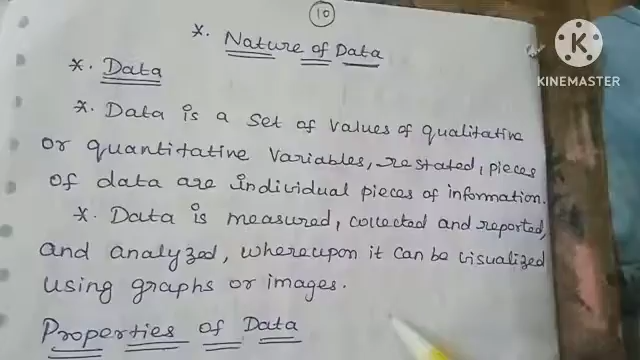 10
*. Nature of Data
*. Data
*. Data is a set of values of qualitative
or quantitative variables, restated, pieces
of data are individual pieces of information.
*. Data is measured, collected and reported,
and analyzed, whereupon it can be visualized
using graphs or images.
Properties of Data
K
KINEMASTER